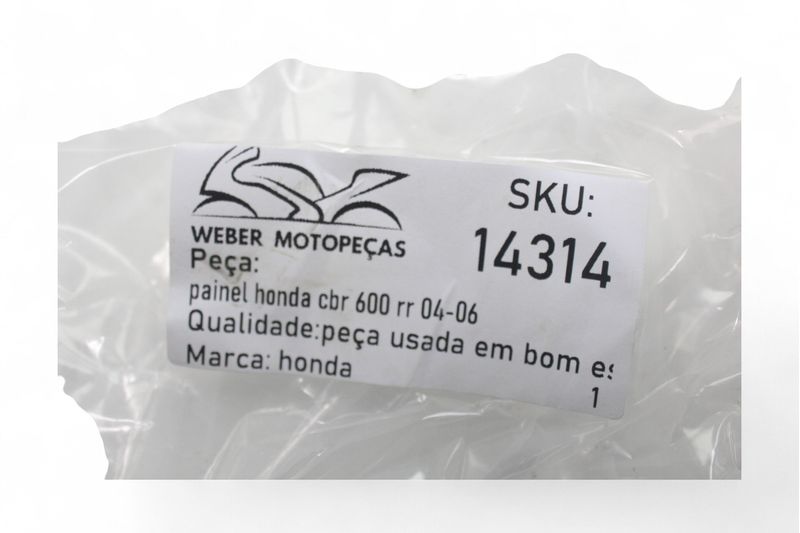 WEBER MOTOPEÇAS
SKU:
14314
Peça:
painel honda cbr 600 rr 04-06
Qualidade:peça usada em bom es
Marca: honda
1